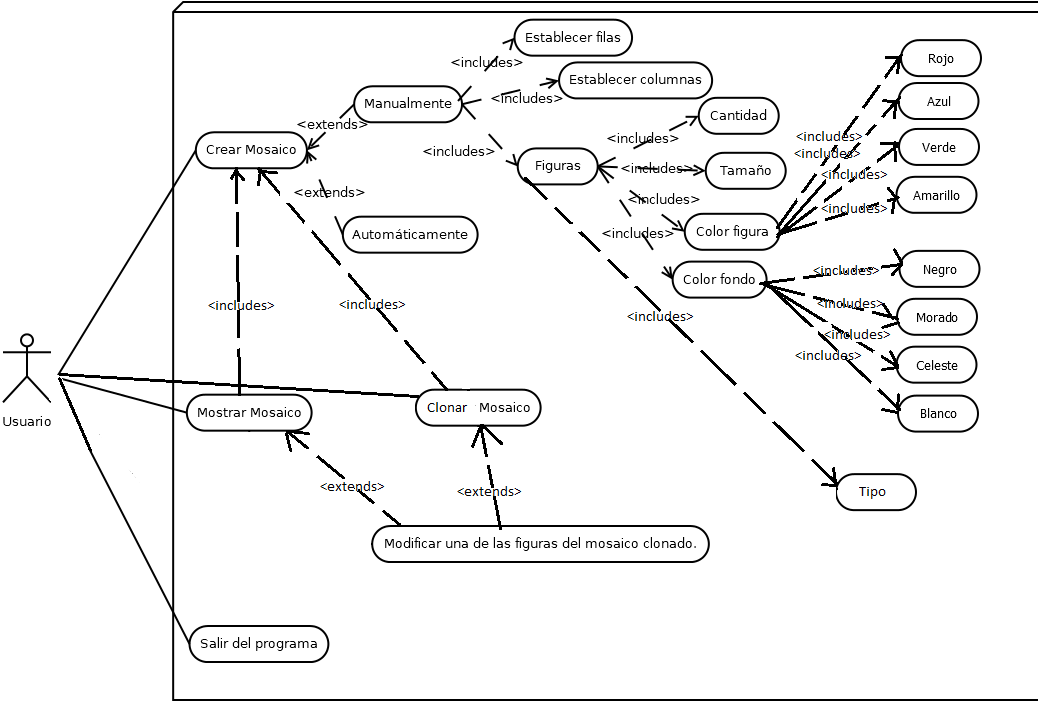 Establecer filas
<includes>
Establecer columnas
<includes>
Manualmente
<extends>
<includes>
Crear Mosaico
<extends>
Automáticamente
Figuras
<includes>
Cantidad
<includes>
Tamaño
<includes>
Color figura
<includes>
Color fondo
<includes>
Rojo
<includes>
Azul
<includes>
Verde
<includes>
Amarillo
<includes>
Negro
<includes>
Morado
<includes>
Celeste
<includes>
Blanco
<includes>
<includes>
<includes>
Usuario
Mostrar Mosaico
Clonar Mosaico
<extends>
<extends>
Tipo
<includes>
Modificar una de las figuras del mosaico clonado.
Salir del programa